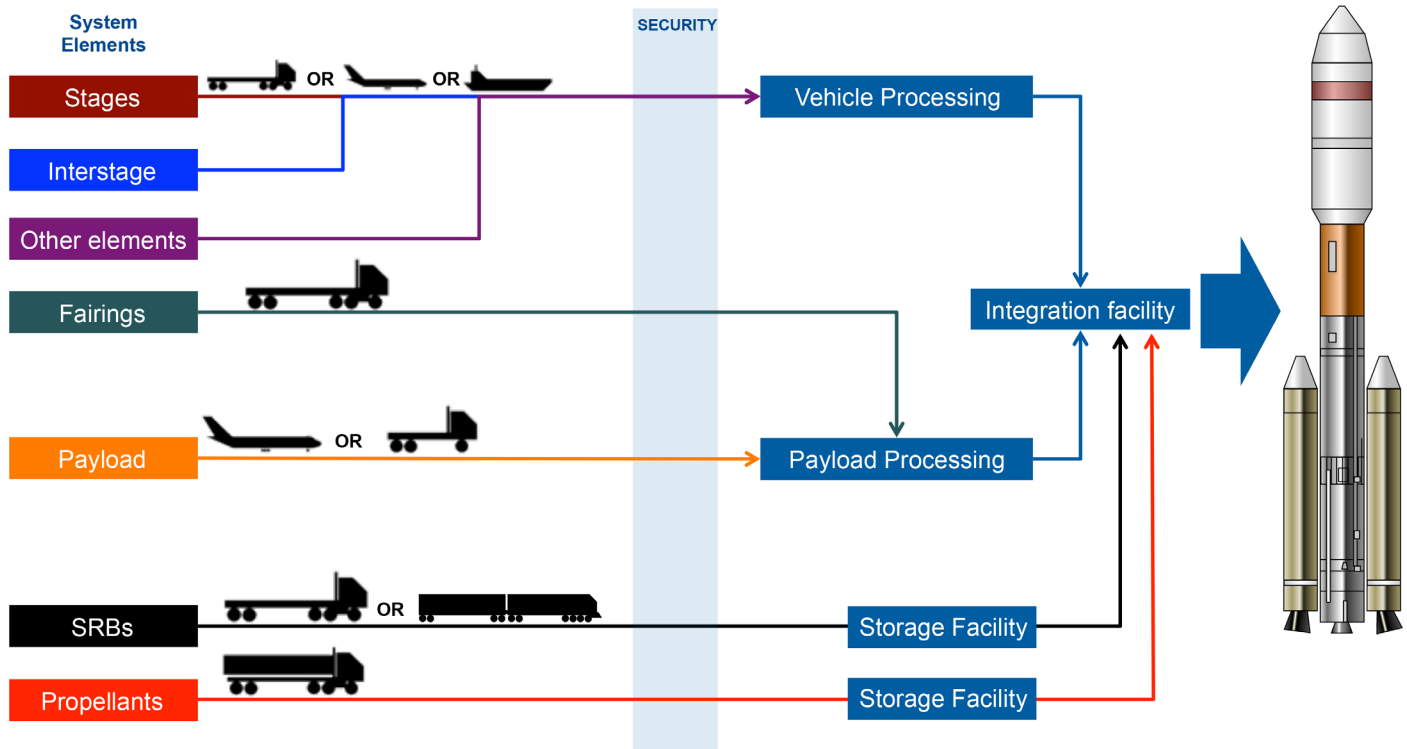 System
Elements
SECURITY
Stages
OR
OR
Vehicle Processing
Interstage
Other elements
Fairings
Integration facility
Payload
OR
Payload Processing
SRBs
OR
Storage Facility
Propellants
Storage Facility